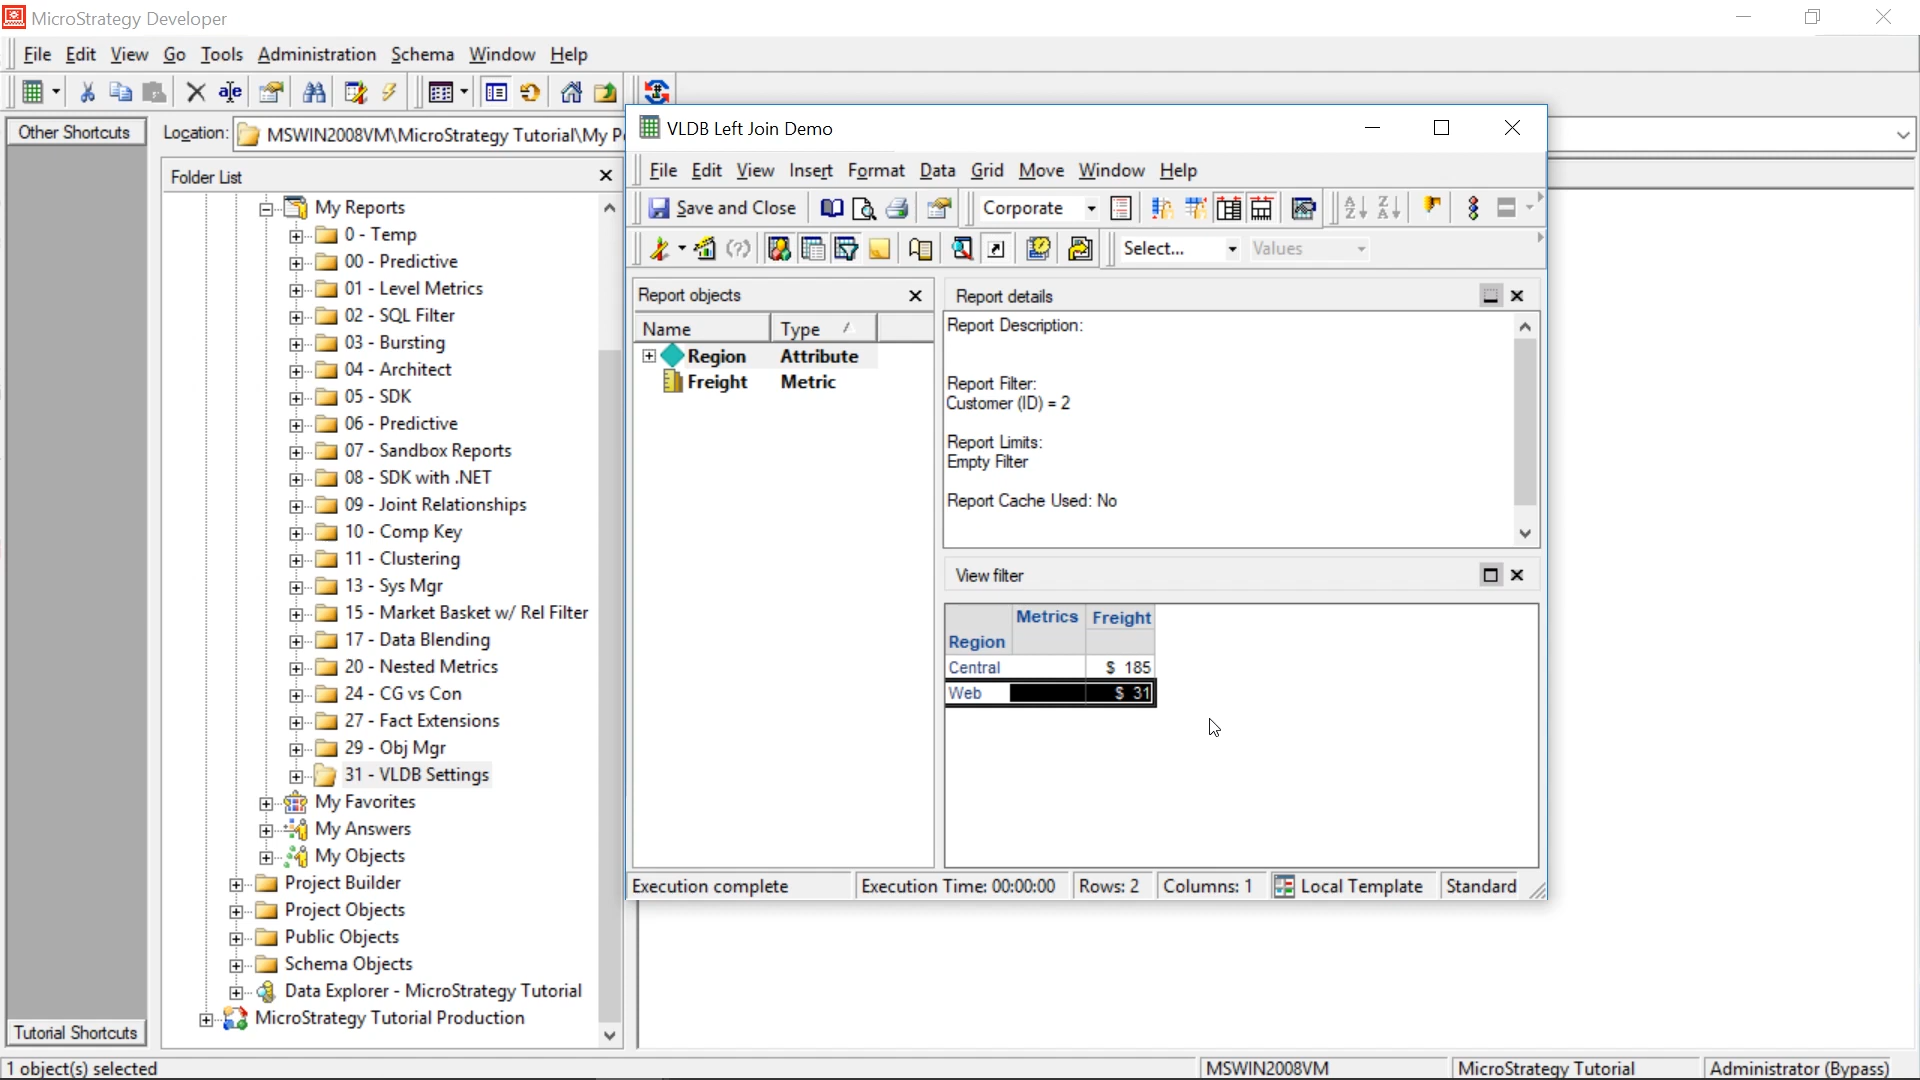 MicroStrategy Developer
File Edit View Go Tools Administration Schema Window Help
Other Shortcuts
Location: MSWIN2008VM\MicroStrategy Tutorial\My P
Folder List
My Reports
0 - Temp
00 - Predictive
01 - Level Metrics
02 - SQL Filter
03 - Bursting
04 - Architect
05 - SDK
06 - Predictive
07 - Sandbox Reports
08 - SDK with .NET
09 - Joint Relationships
10 - Comp Key
11 - Clustering
13 - Sys Mgr
15 - Market Basket w/ Rel Filter
17 - Data Blending
20 - Nested Metrics
24 - CG vs Con
27 - Fact Extensions
29 - Obj Mgr
31 - VLDB Settings
My Favorites
My Answers
My Objects
Project Builder
Project Objects
Public Objects
Schema Objects
Data Explorer - MicroStrategy Tutorial
MicroStrategy Tutorial Production
Tutorial Shortcuts
VLDB Left Join Demo
File Edit View Insert Format Data Grid Move Window Help
Save and Close Corporate
Select... Values
Report objects
Name Type
Region Attribute
Freight Metric
Report details
Report Description:
Report Filter:
Customer (ID) = 2
Report Limits:
Empty Filter
Report Cache Used: No
View filter
Metrics Freight
Region
Central $ 185
Web $ 31
Execution complete Execution Time: 00:00:00 Rows: 2 Columns: 1 Local Template Standard
1 object(s) selected MSWIN2008VM MicroStrategy Tutorial Administrator (Bypass)